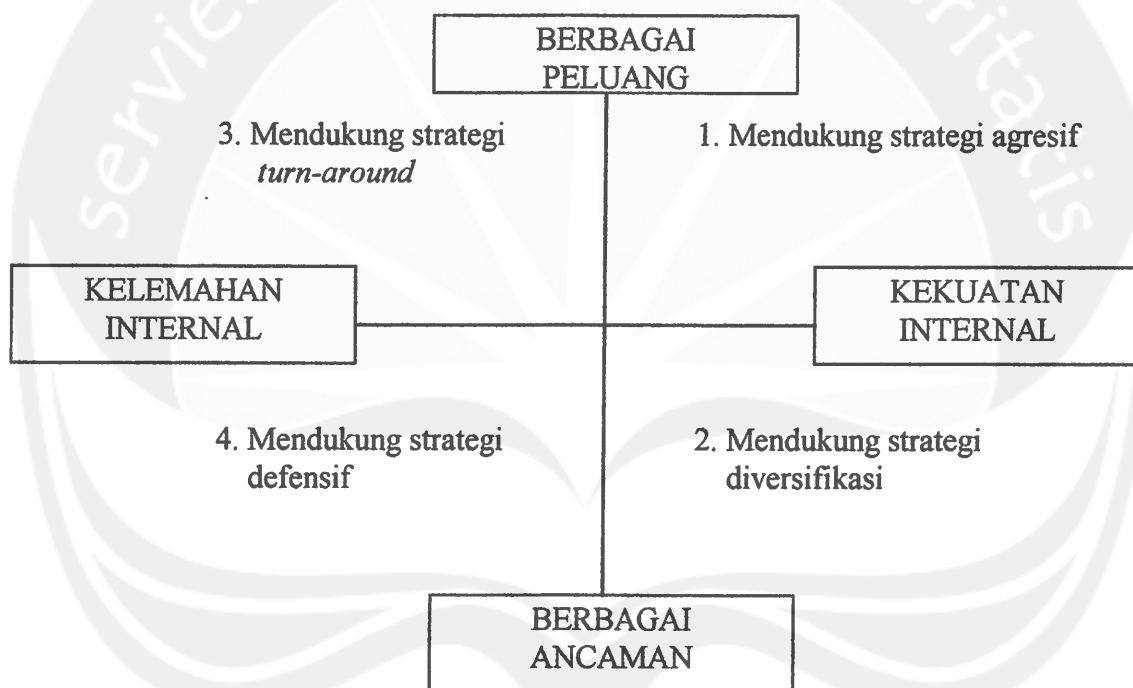 BERBAGAI
PELUANG
3. Mendukung strategi
turn-around
1. Mendukung strategi agresif
KELEMAHAN
INTERNAL
KEKUATAN
INTERNAL
4. Mendukung strategi
defensif
2. Mendukung strategi
diversifikasi
BERBAGAI
ANCAMAN